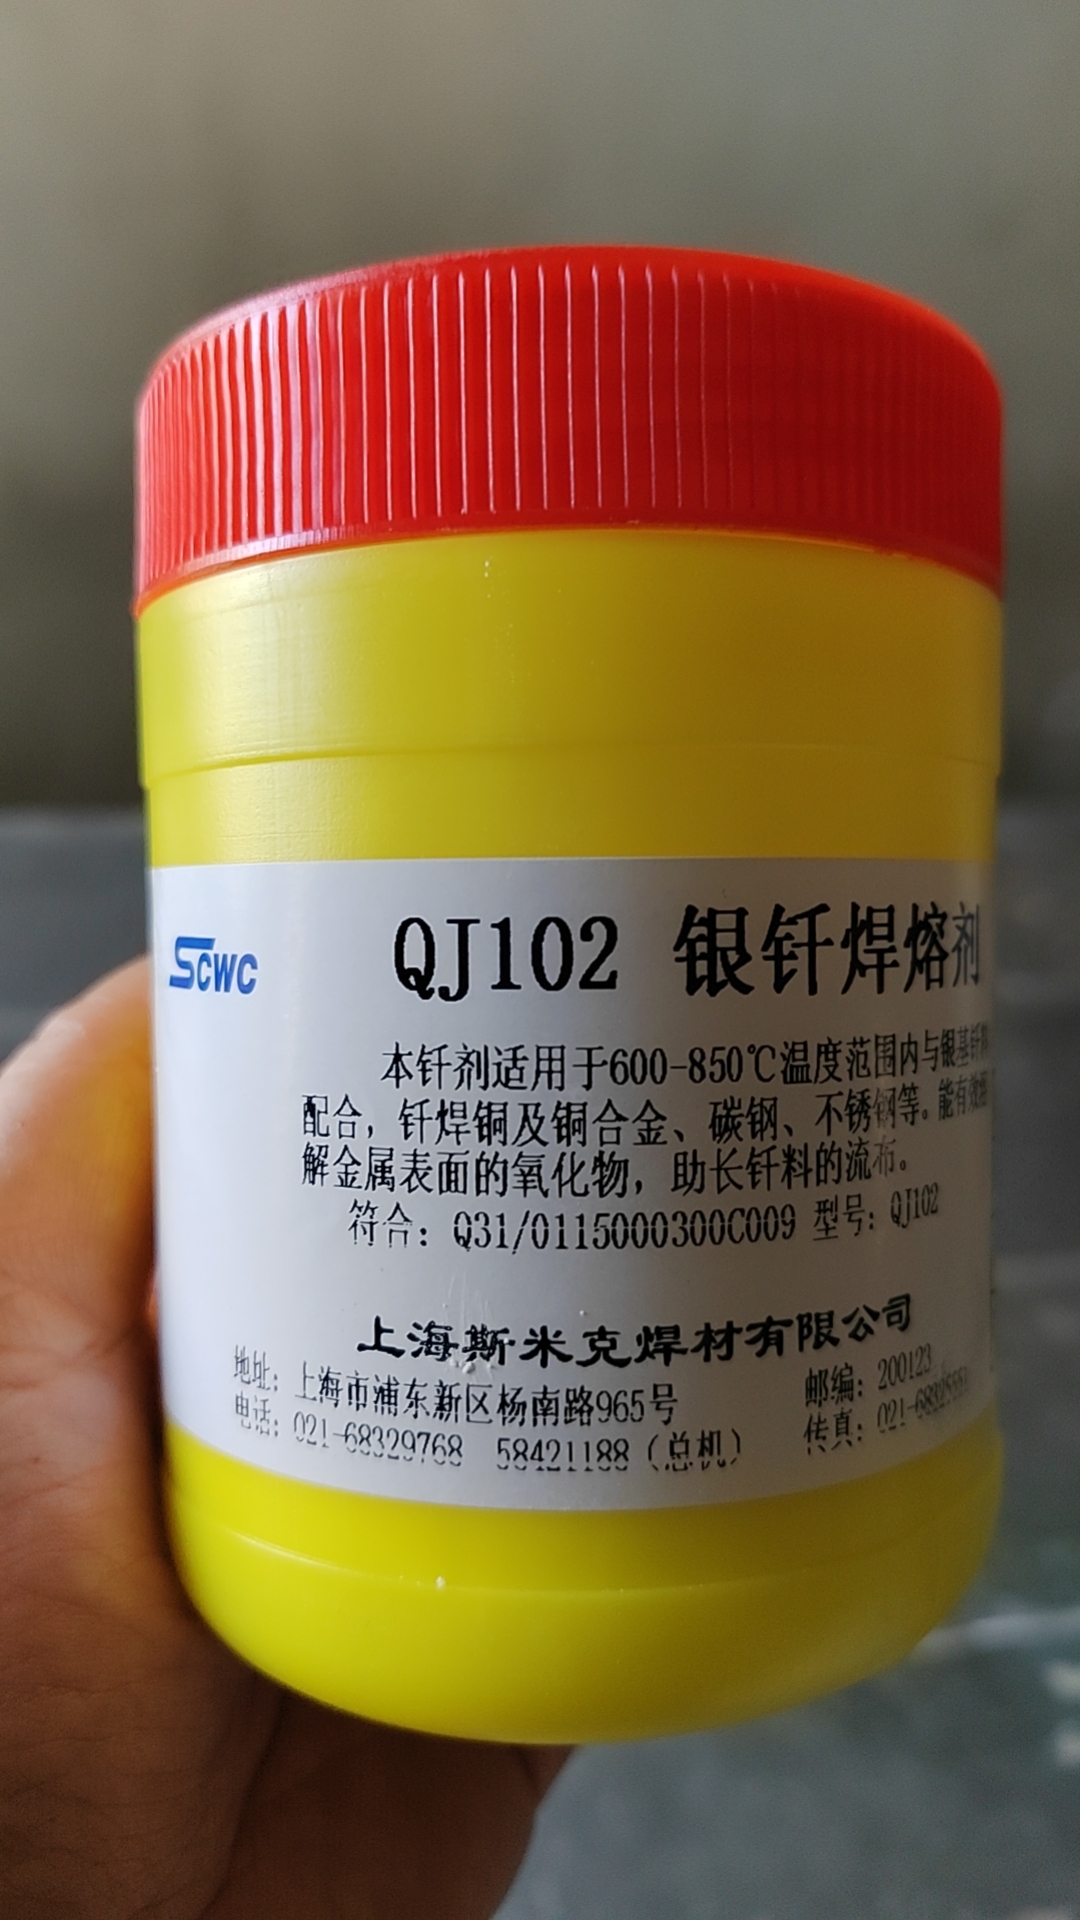 SCWC
QJ102 银钎焊熔剂
本钎剂适用于600-850℃温度范围内与银基钎料
配合，钎焊铜及铜合金、碳钢、不锈钢等。能有效溶
解金属表面的氧化物，助长钎料的流布。
符合：Q31/0115000300C009 型号：QJ102
上海斯米克焊材有限公司
地址：上海市浦东新区杨南路965号 邮编：200123
电话：021-68329768 58421188（总机） 传真：